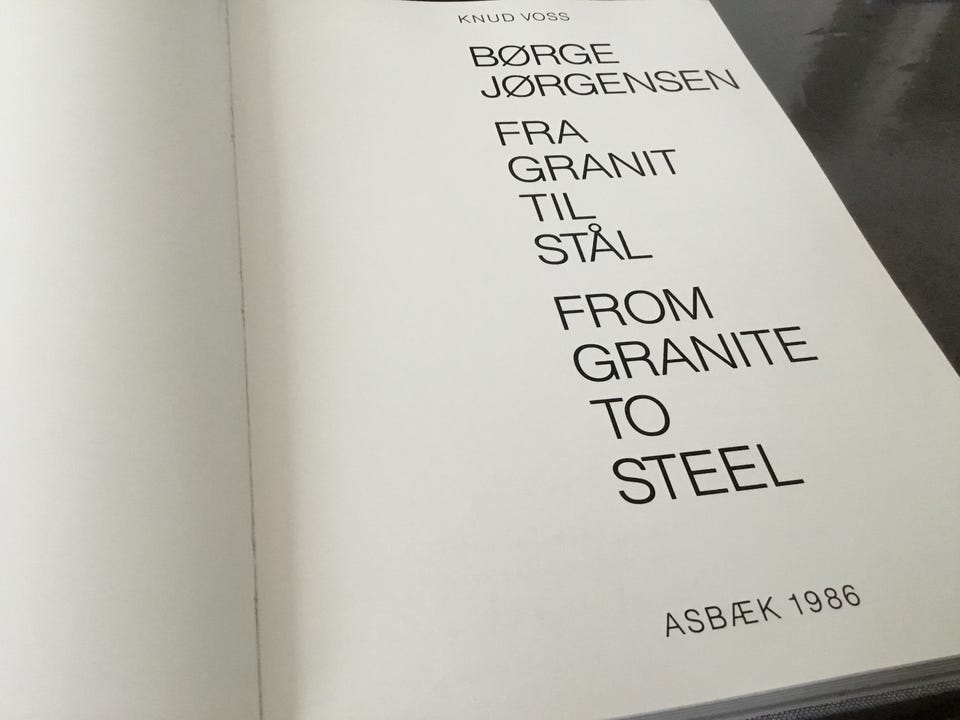 KNUD VOSS
BØRGE
JØRGENSEN
FRA
GRANIT
TIL
STÅL
FROM
GRANITE
TO
STEEL
ASBÆK 1986